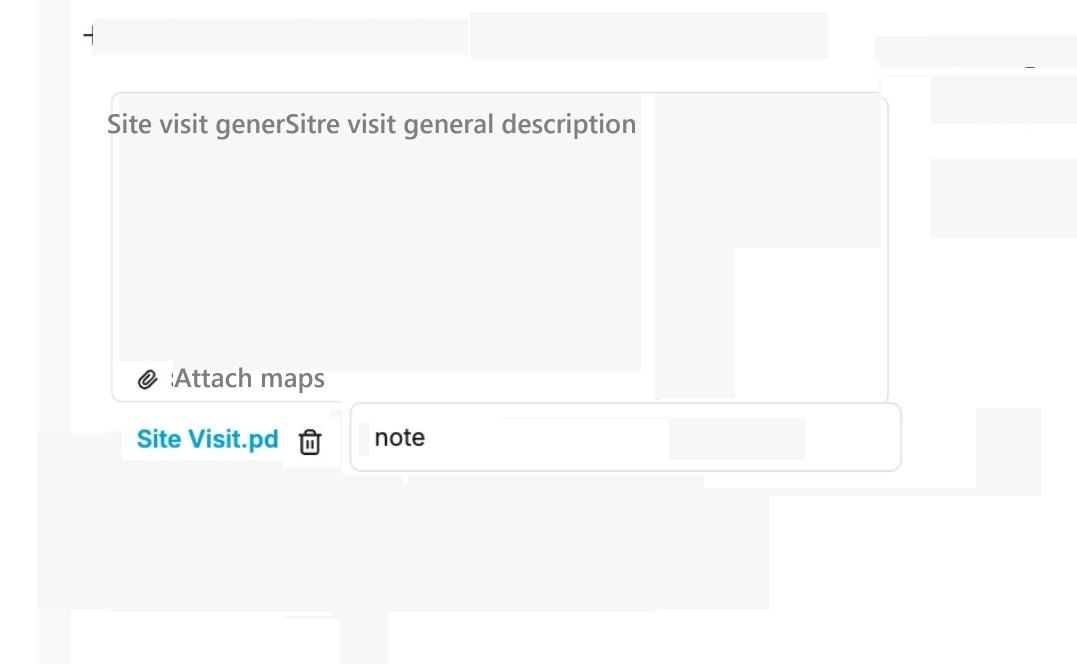 Site visit generSitre visit general description
:Attach maps
Site Visit.pd
note